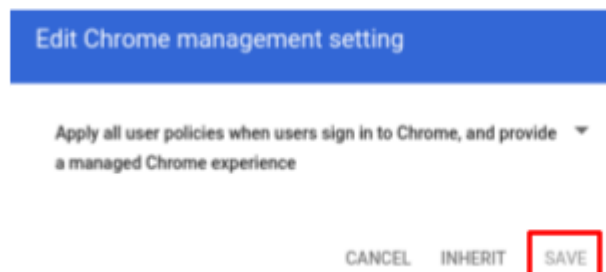 Edit Chrome management setting
Apply all user policies when users sign in to Chrome, and provide
a managed Chrome experience
CANCEL INHERIT SAVE